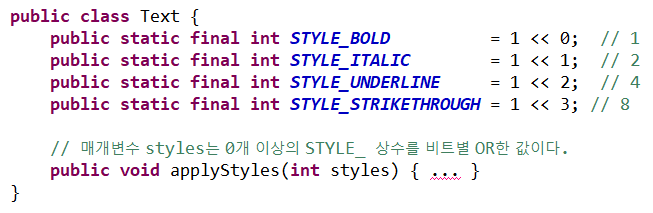 public class Text {
    public static final int STYLE_BOLD          = 1 << 0;  // 1
    public static final int STYLE_ITALIC        = 1 << 1;  // 2
    public static final int STYLE_UNDERLINE     = 1 << 2;  // 4
    public static final int STYLE_STRIKETHROUGH = 1 << 3; // 8
    // 매개변수 styles는 0개 이상의 STYLE_ 상수를 비트별 OR한 값이다.
    public void applyStyles(int styles) { ... }
}